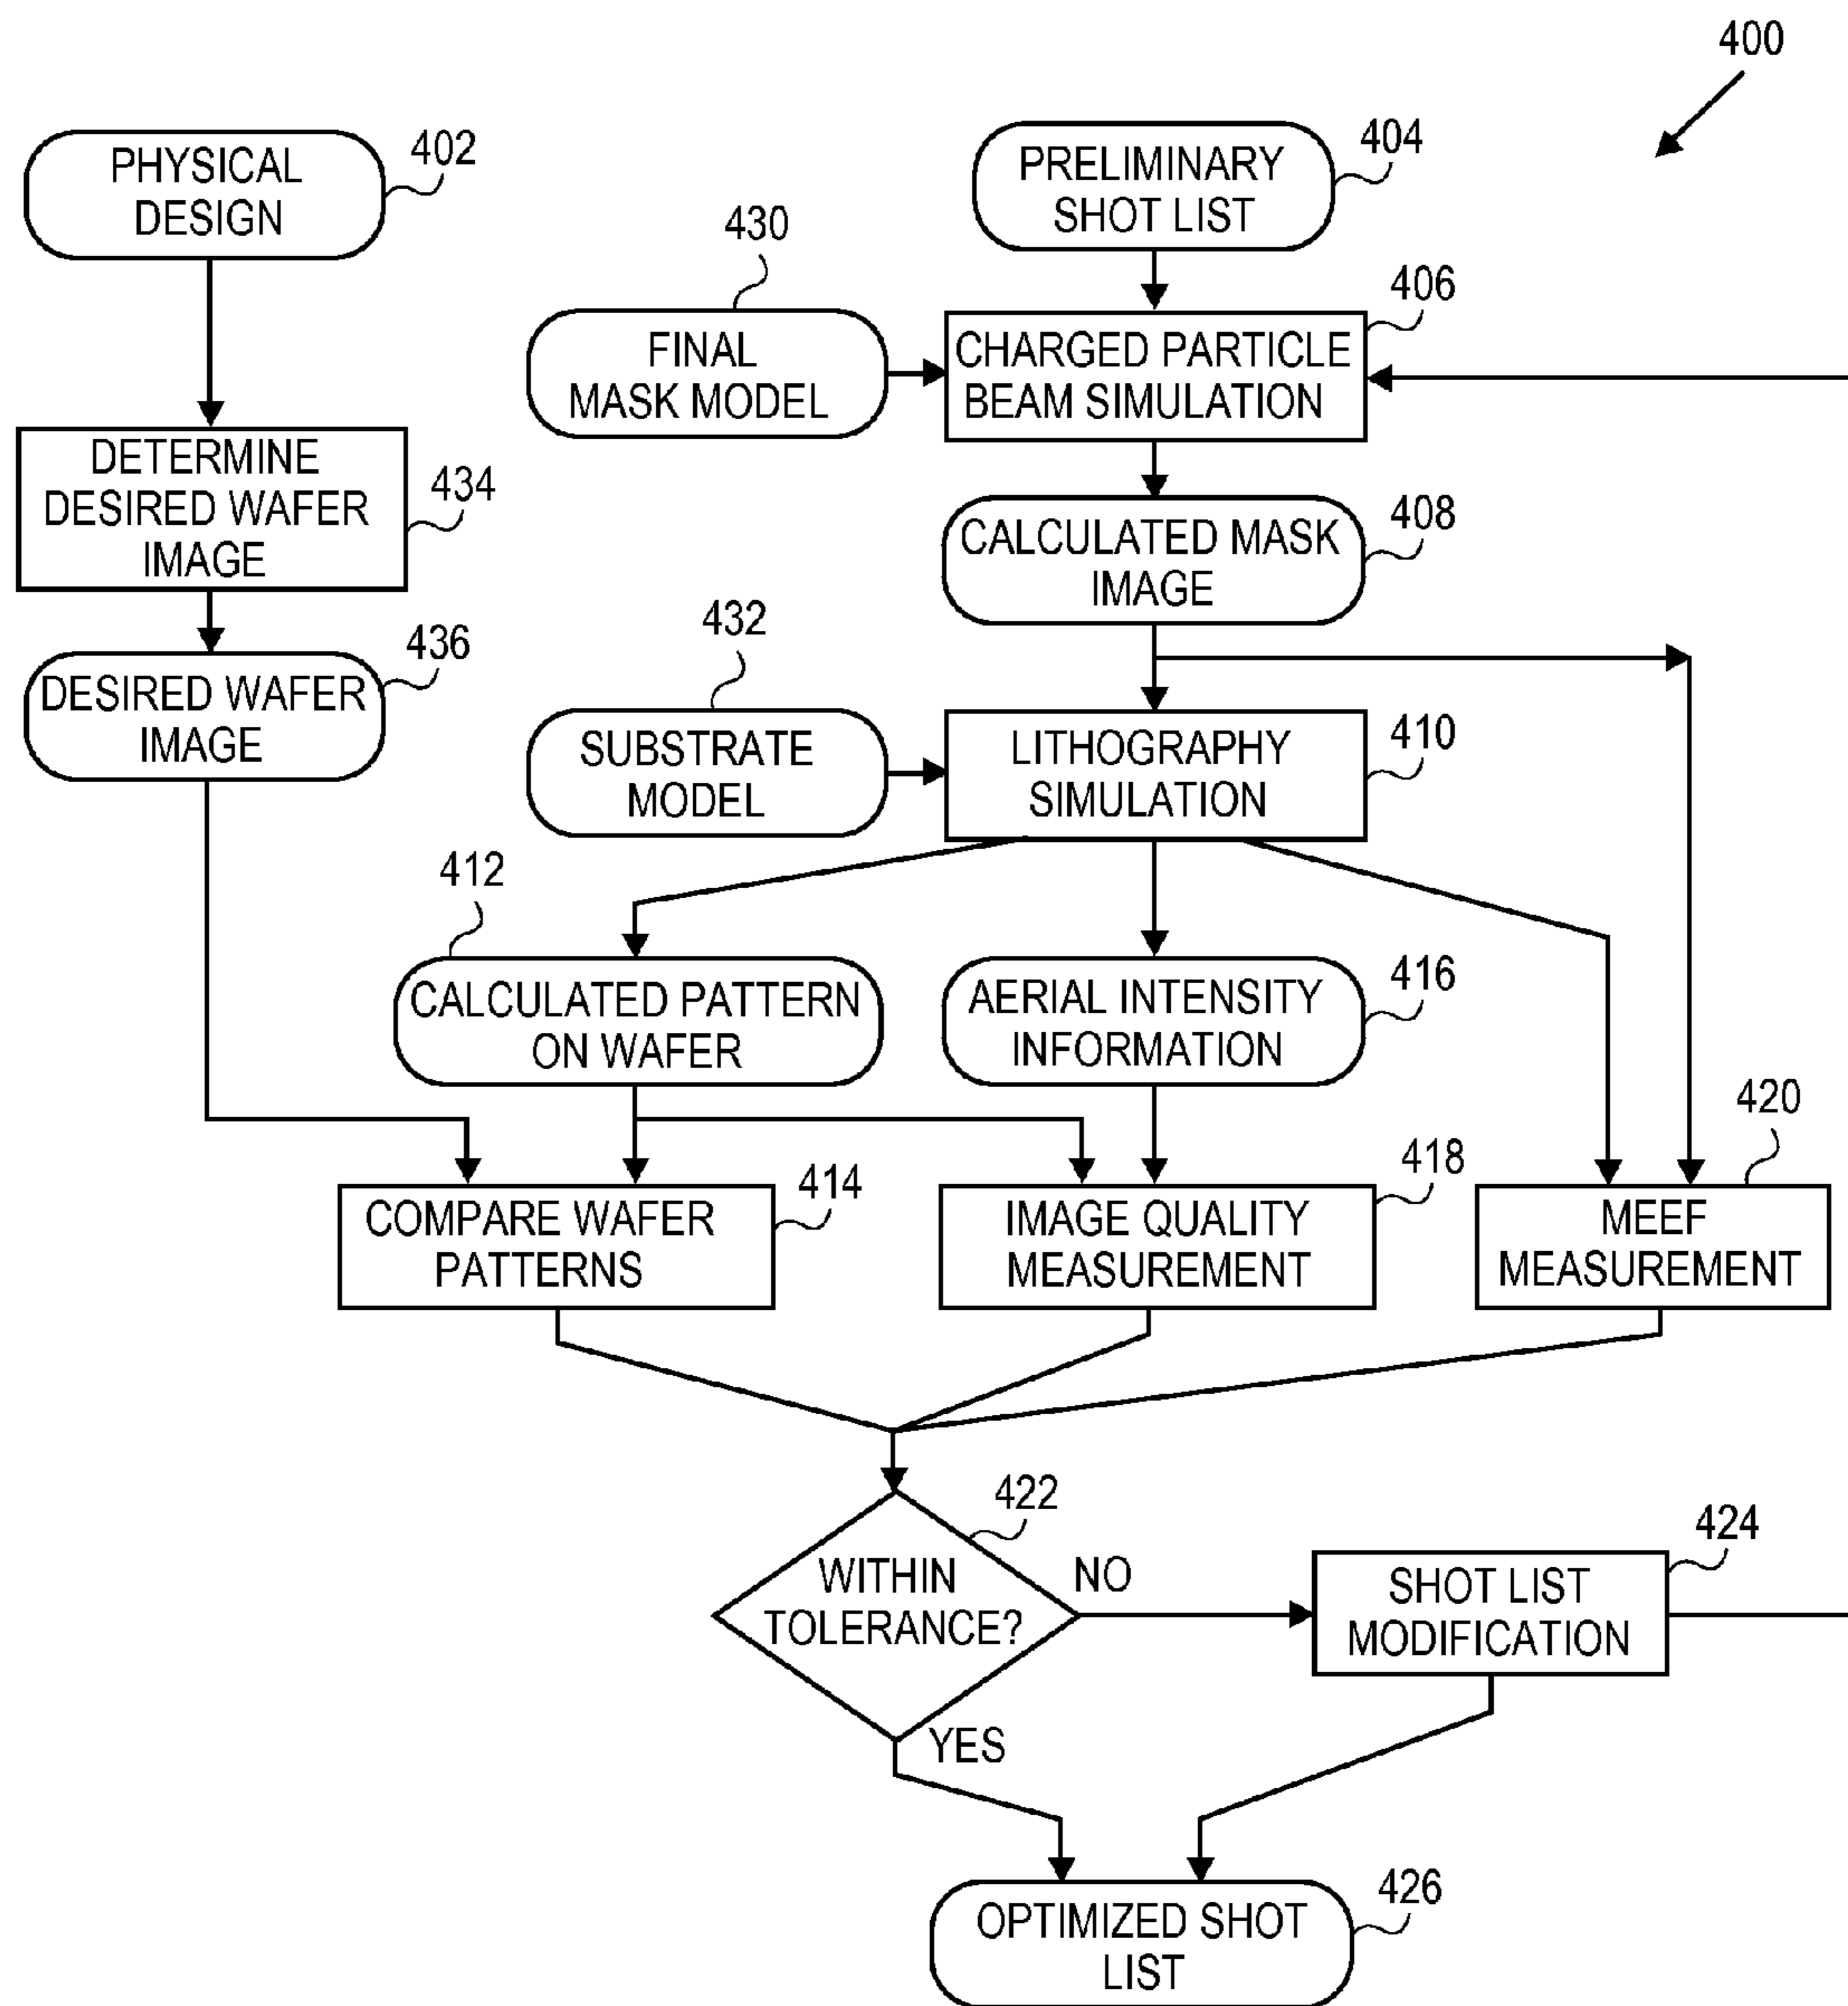 400
PHYSICAL
DESIGN
402
PRELIMINARY
SHOT LIST
404
430
FINAL
MASK MODEL
CHARGED PARTICLE
BEAM SIMULATION
406
DETERMINE
DESIRED WAFER
IMAGE
434
CALCULATED MASK
IMAGE
408
DESIRED WAFER
IMAGE
436
432
SUBSTRATE
MODEL
LITHOGRAPHY
SIMULATION
410
412
CALCULATED PATTERN
ON WAFER
AERIAL INTENSITY
INFORMATION
416
COMPARE WAFER
PATTERNS
414
IMAGE QUALITY
MEASUREMENT
418
MEEF
MEASUREMENT
420
WITHIN
TOLERANCE?
422
NO
YES
SHOT LIST
MODIFICATION
424
OPTIMIZED SHOT
LIST
426